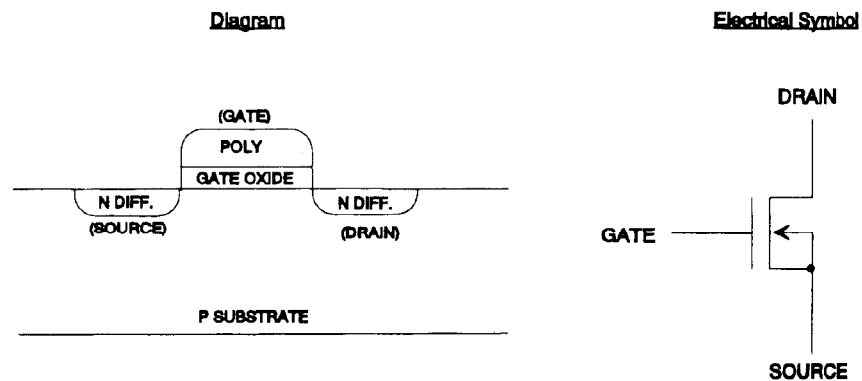 Diagram
Electrical Symbol
(GATE)
POLY
GATE OXIDE
N DIFF.
N DIFF.
(SOURCE)
(DRAIN)
P SUBSTRATE
DRAIN
GATE
SOURCE